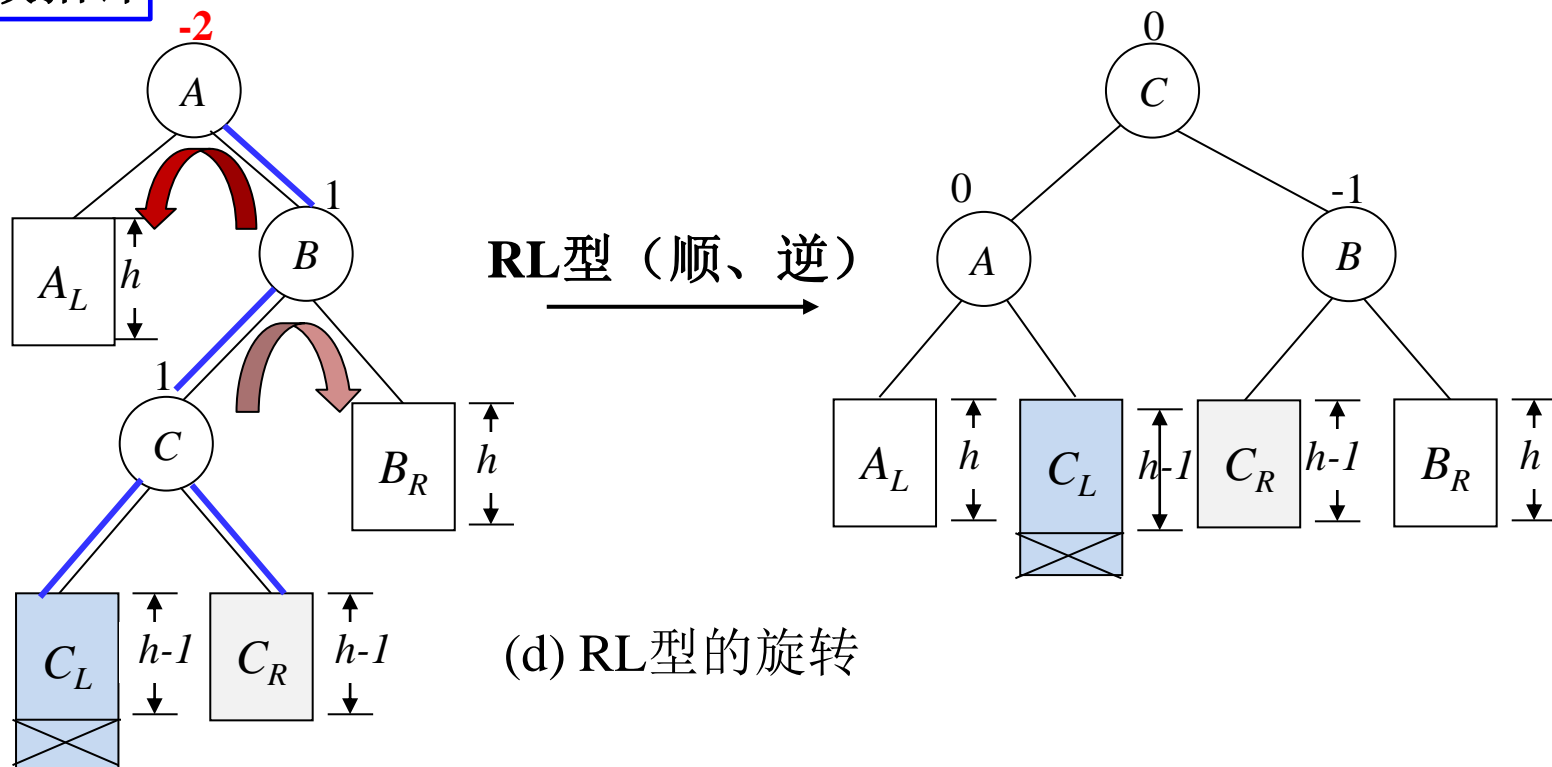 -2
A
1
B
A_L
h
1
C
B_R
h
C_L
h-1
C_R
h-1
RL型（顺、逆）
0
C
0
A
-1
B
A_L
h
C_L
h-1
C_R
h-1
B_R
h
(d) RL型的旋转